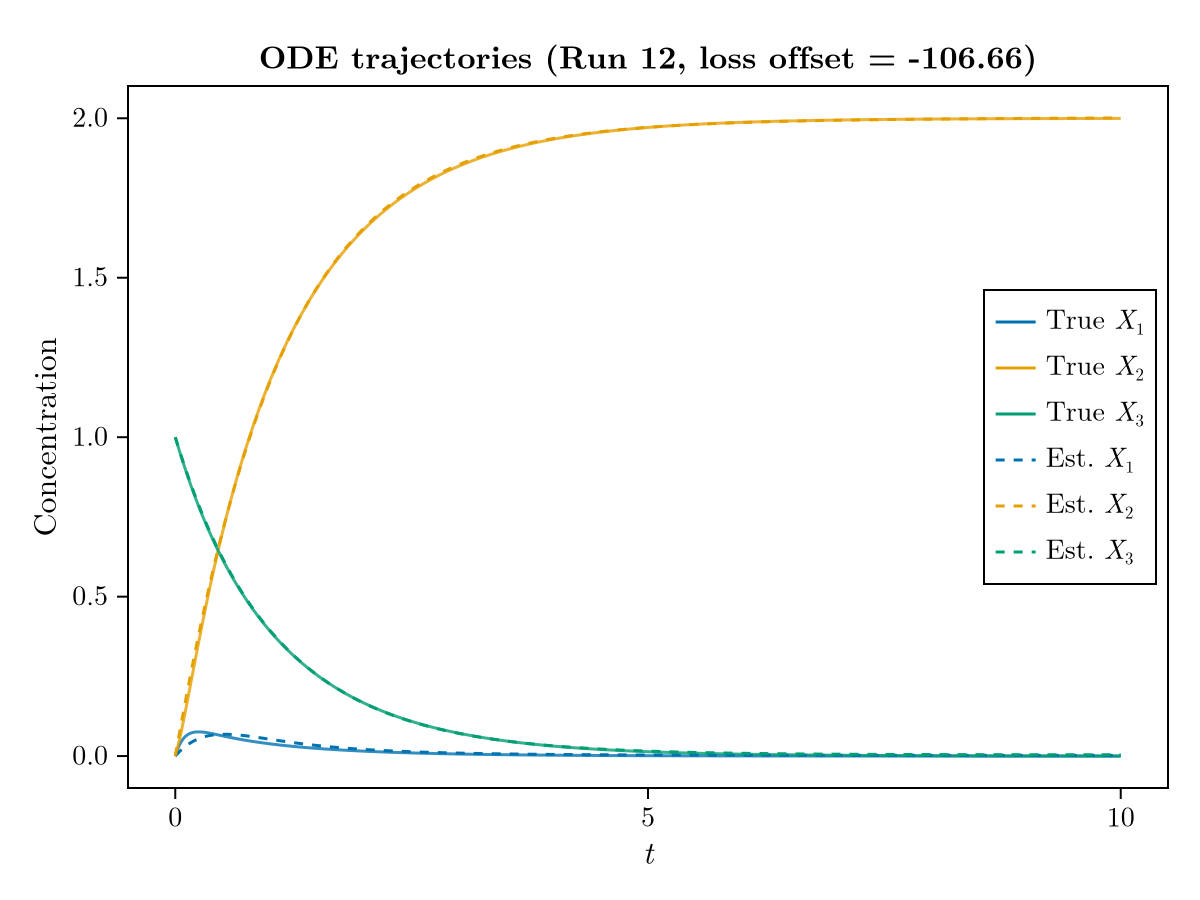 ODE trajectories (Run 12, loss offset = -106.66)
2.0
1.5
1.0
0.5
0.0
Concentration
0
5
10
t
True X₁
True X₂
True X₃
Est. X₁
Est. X₂
Est. X₃